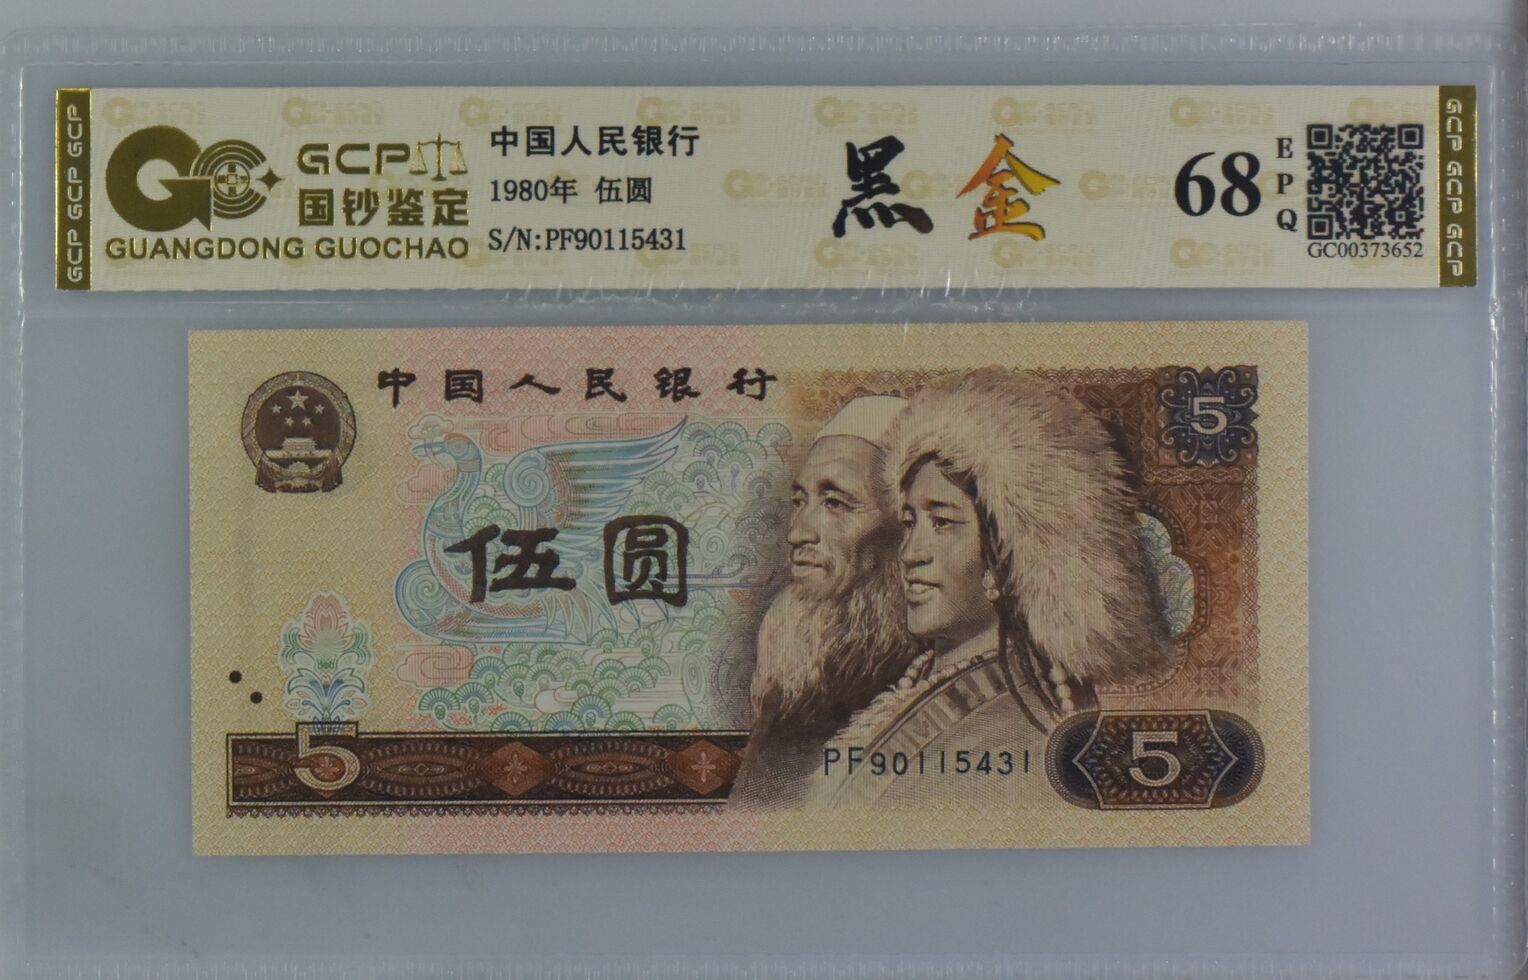 GCP GCP GCP
GCP
国钞鉴定
GUANGDONG GUOCHAO
中国人民银行
1980年 伍圆
S/N:PF90115431
黑金
68
EPQ
GC00373652
GCP GCP GCP
中国人民银行
5
伍圆
5
PF90115431
5